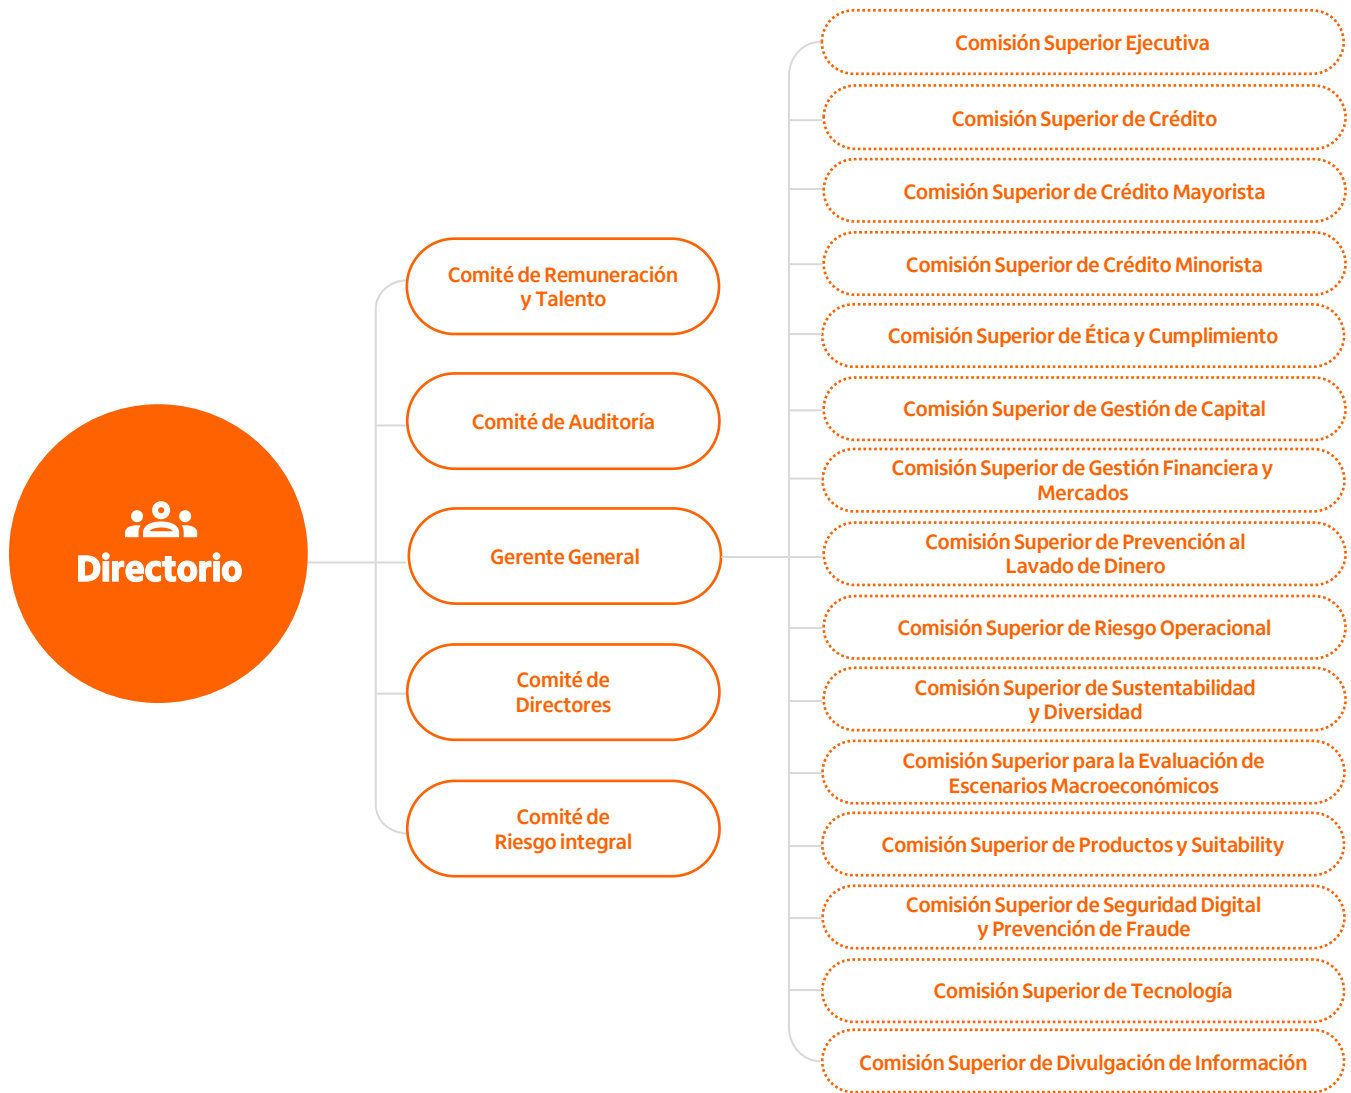 Directorio
Comité de Remuneración
y Talento
Comité de Auditoría
Gerente General
Comité de
Directores
Comité de
Riesgo integral
Comisión Superior Ejecutiva
Comisión Superior de Crédito
Comisión Superior de Crédito Mayorista
Comisión Superior de Crédito Minorista
Comisión Superior de Ética y Cumplimiento
Comisión Superior de Gestión de Capital
Comisión Superior de Gestión Financiera y
Mercados
Comisión Superior de Prevención al
Lavado de Dinero
Comisión Superior de Riesgo Operacional
Comisión Superior de Sustentabilidad
y Diversidad
Comisión Superior para la Evaluación de
Escenarios Macroeconómicos
Comisión Superior de Productos y Suitability
Comisión Superior de Seguridad Digital
y Prevención de Fraude
Comisión Superior de Tecnología
Comisión Superior de Divulgación de Información